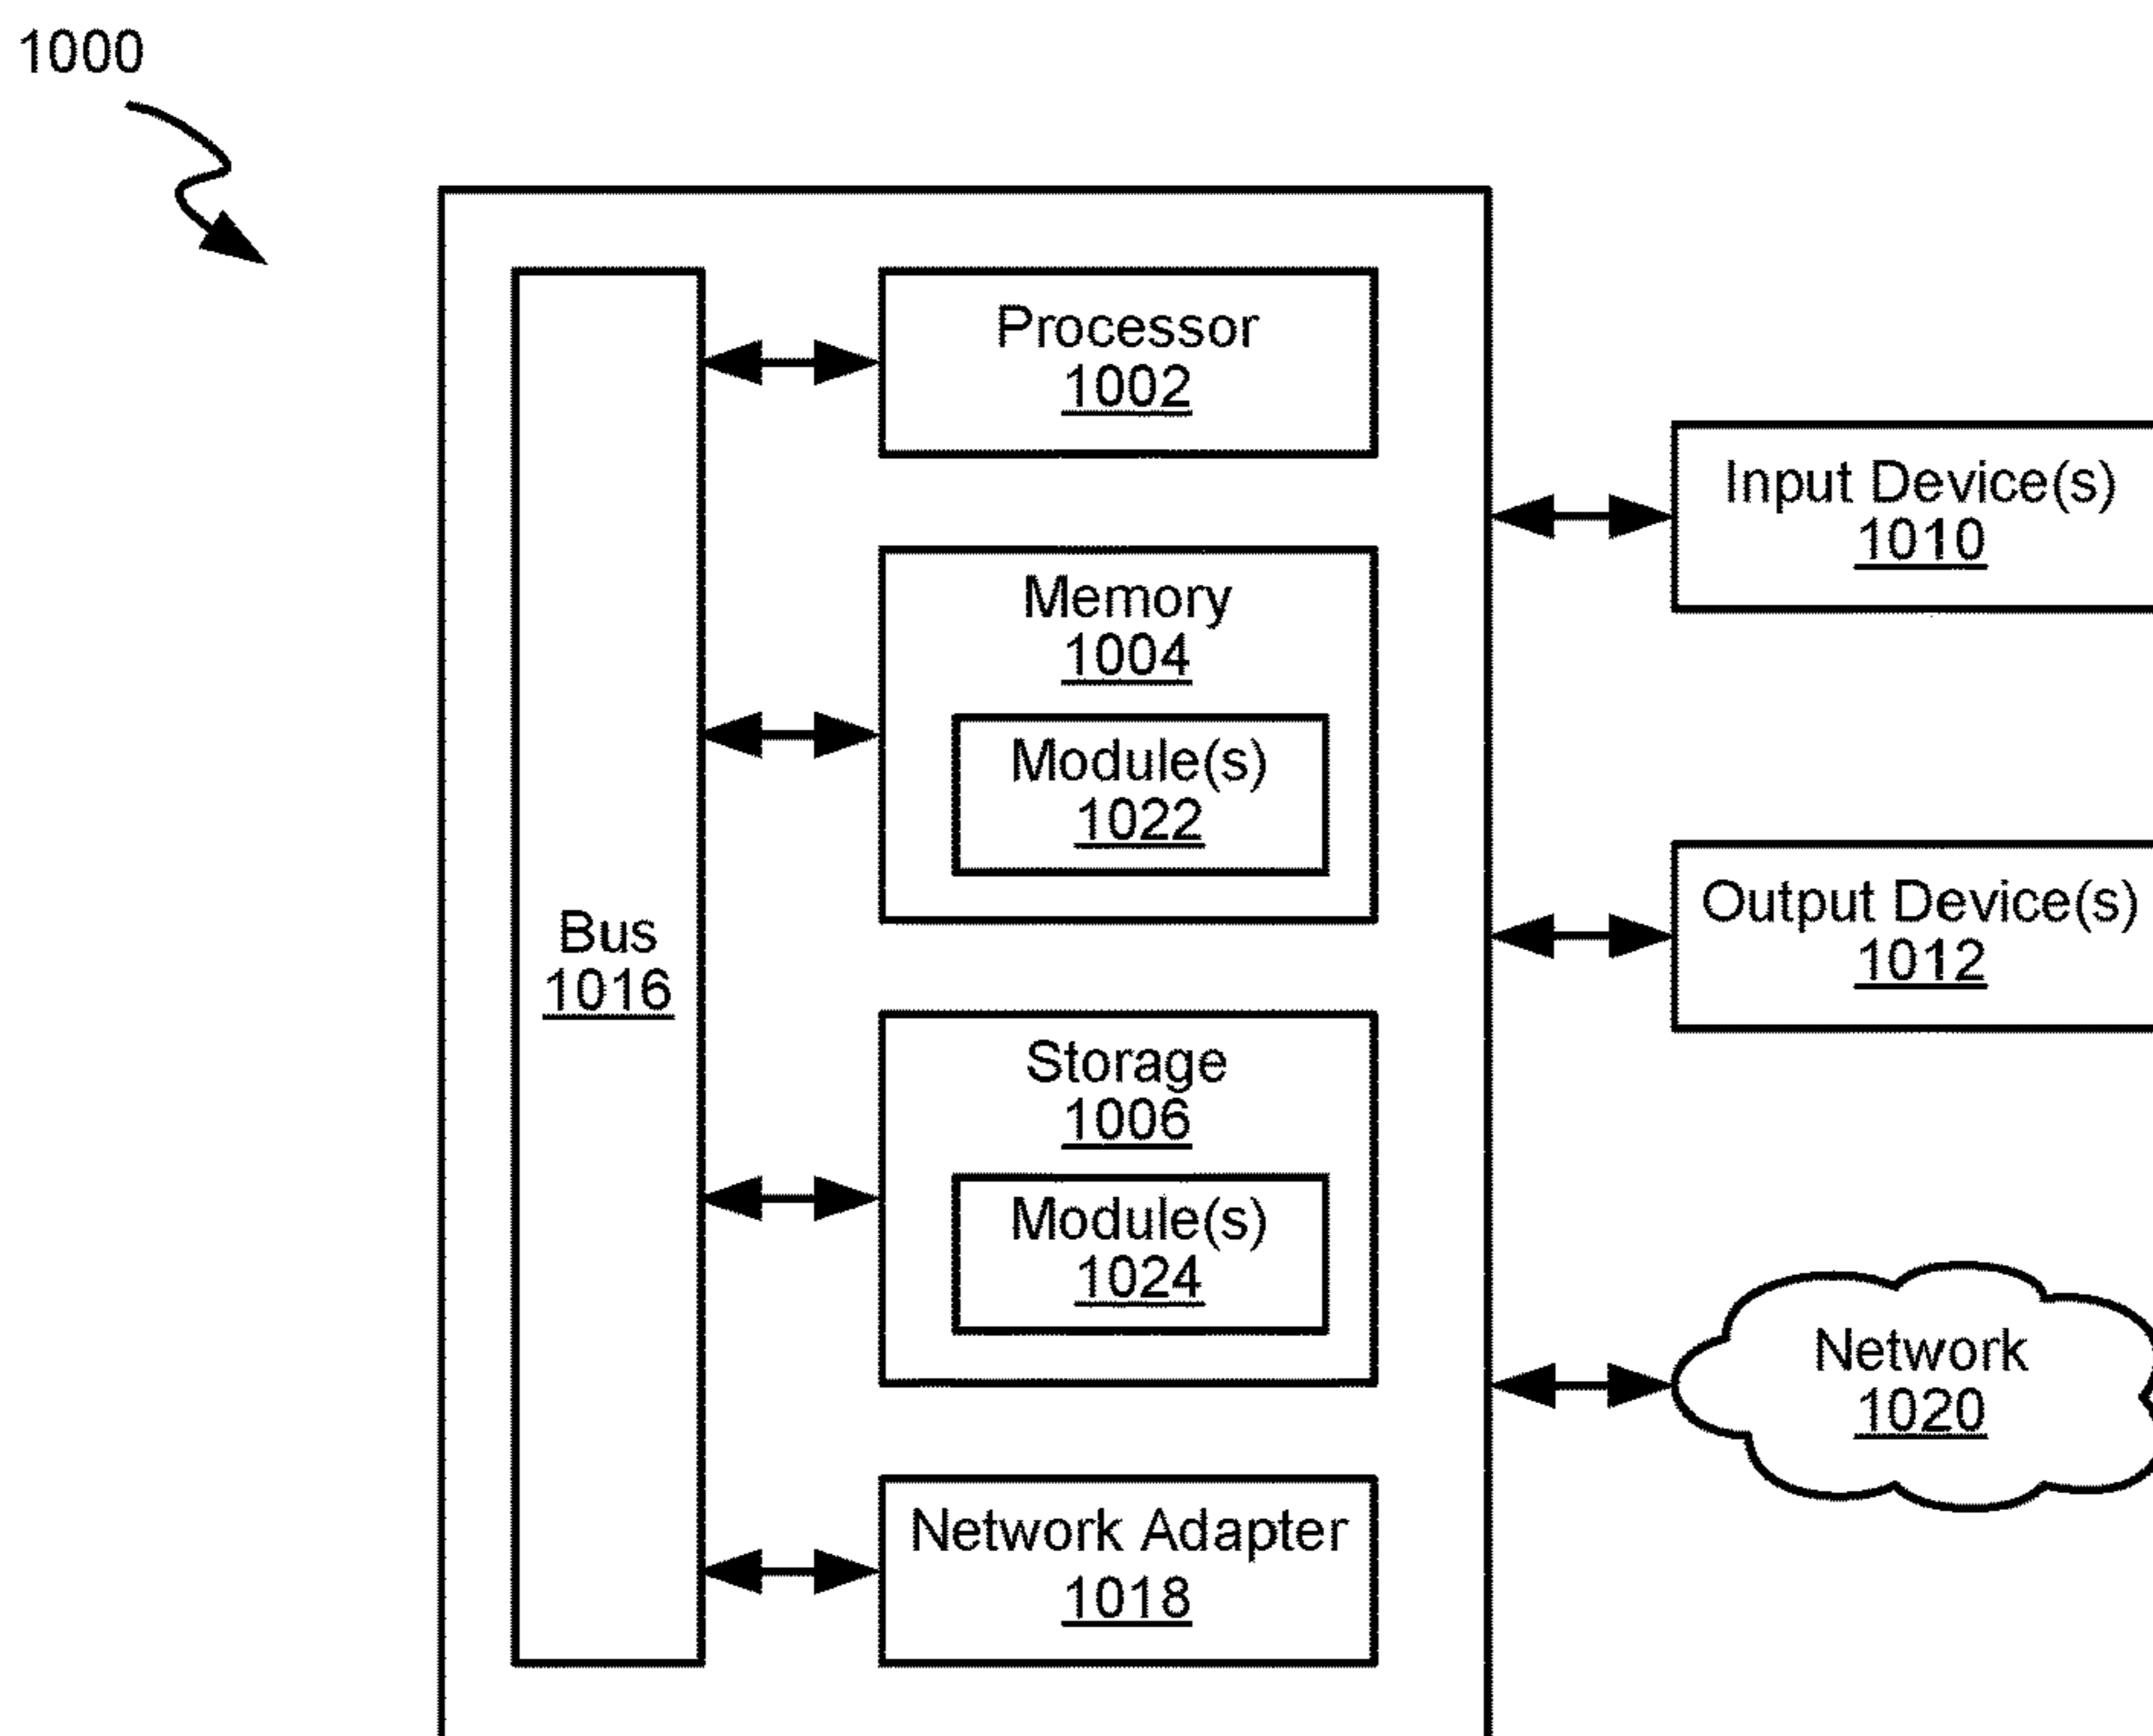 1000
Processor
1002
Memory
1004
Module(s)
1022
Bus
1016
Storage
1006
Module(s)
1024
Network Adapter
1018
Input Device(s)
1010
Output Device(s)
1012
Network
1020